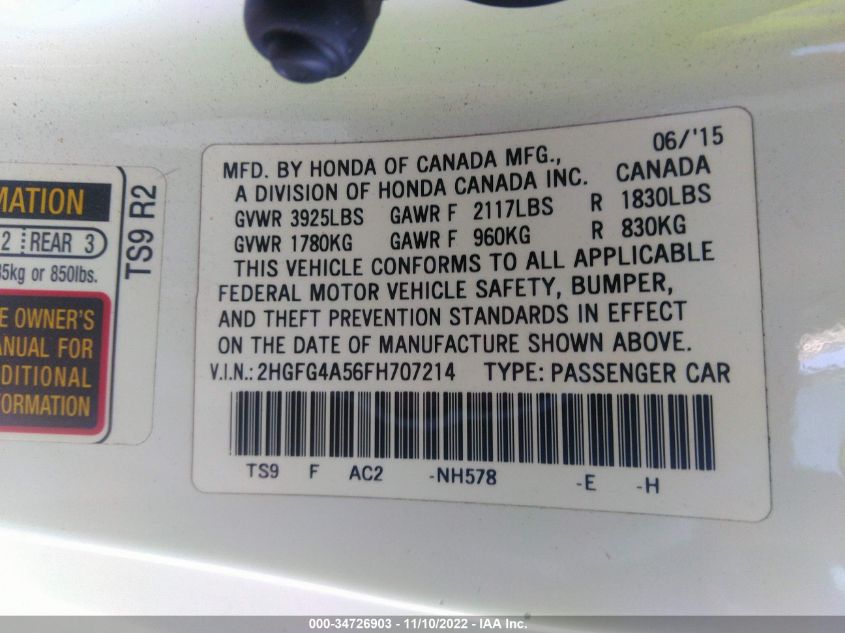 MATION
2 REAR 3
35kg or 850lbs.
E OWNER'S
ANUAL FOR
DITIONAL
FORMATION
TS9 R2
06/'15
MFD. BY HONDA OF CANADA MFG.,
A DIVISION OF HONDA CANADA INC. CANADA
GVWR 3925LBS GAWR F 2117LBS R 1830LBS
GVWR 1780KG GAWR F 960KG R 830KG
THIS VEHICLE CONFORMS TO ALL APPLICABLE
FEDERAL MOTOR VEHICLE SAFETY, BUMPER,
AND THEFT PREVENTION STANDARDS IN EFFECT
ON THE DATE OF MANUFACTURE SHOWN ABOVE.
V.I.N.: 2HGFG4A56FH707214 TYPE: PASSENGER CAR
TS9 F AC2 -NH578 -E -H
000-34726903 - 11/10/2022 - IAA Inc.